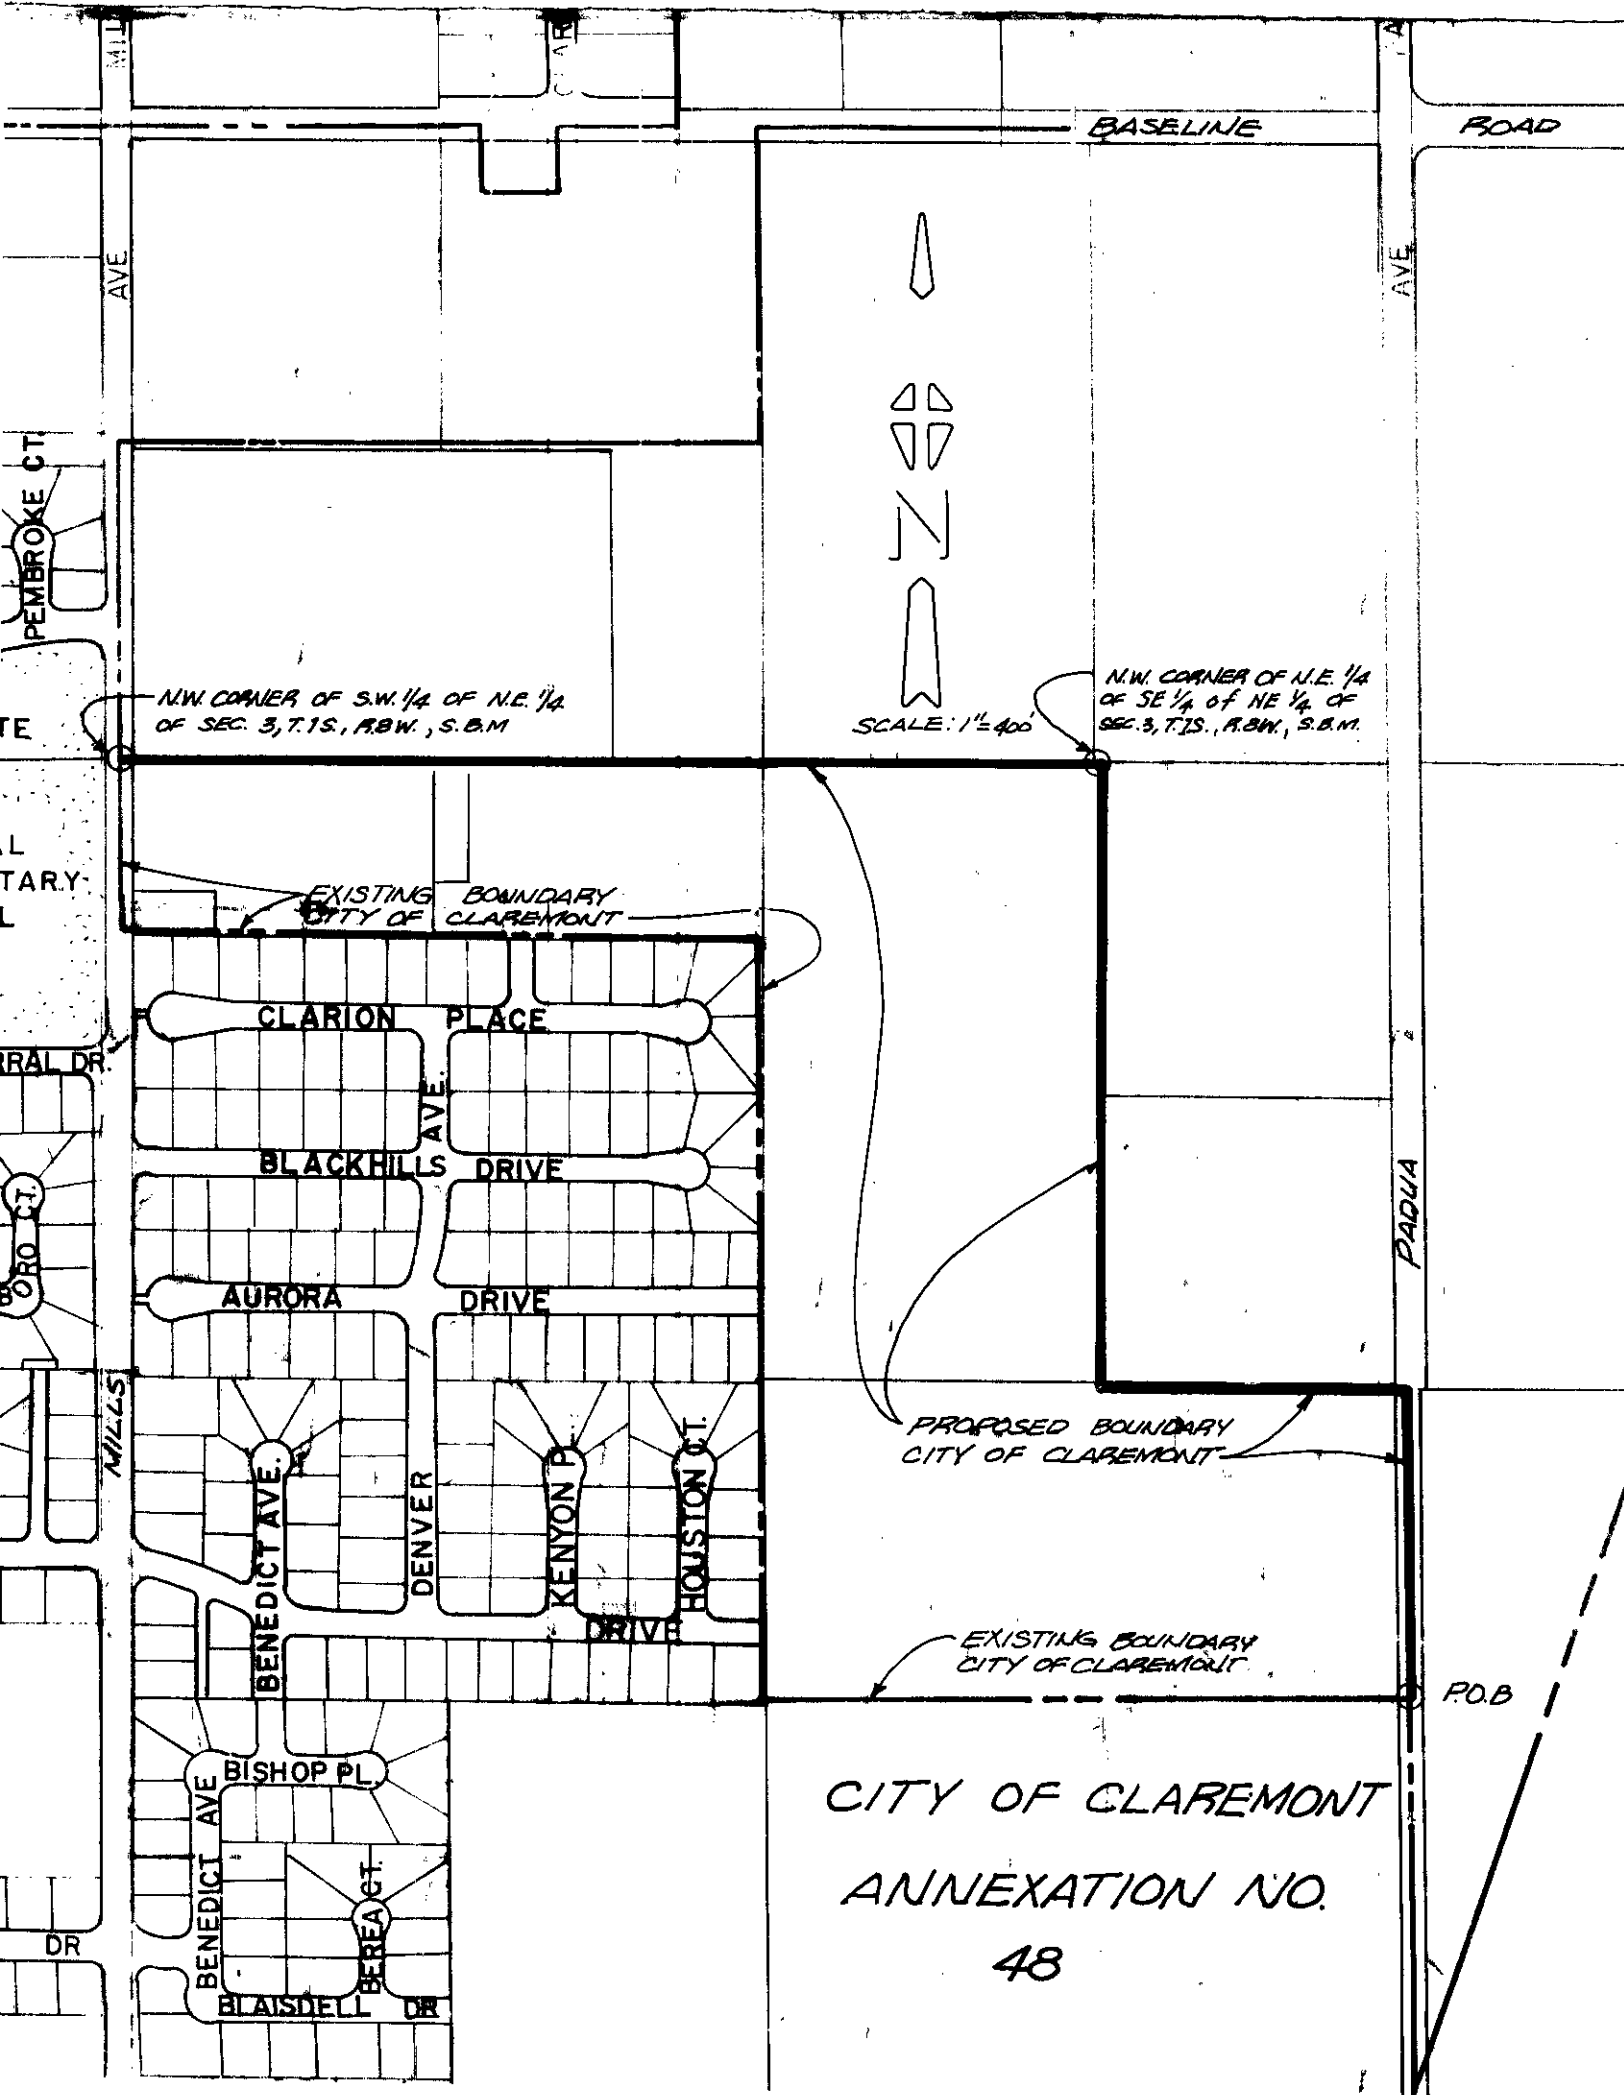 BASELINE ROAD
AVE
AVE
PEMBROKE CT.
N
N.W. CORNER OF S.W. 1/4 OF N.E. 1/4
OF SEC. 3, T.1S., R.8W., S.B.M
SCALE: 1"=400'
N.W. CORNER OF N.E. 1/4
OF SE 1/4 of NE 1/4 OF
SEC. 3, T.1S., R.8W., S.B.M.
TE
TARY
L
EXISTING BOUNDARY
CITY OF CLAREMONT
CLARION PLACE
RRAL DR.
AVE.
BLACKHILLS DRIVE
ORO CT.
PADUA
AURORA DRIVE
MILLS
PROPOSED BOUNDARY
CITY OF CLAREMONT
BENEDICT AVE.
DENVER
KENYON PL.
HOUSTON CT.
DRIVE
EXISTING BOUNDARY
CITY OF CLAREMONT
P.O.B
BISHOP PL.
BENEDICT AVE
BEREA CT.
CITY OF CLAREMONT
ANNEXATION NO.
48
DR
BLAISDELL DR